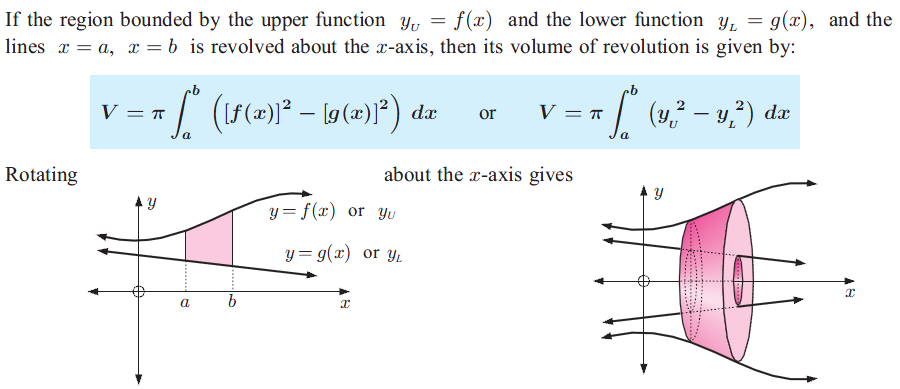 If the region bounded by the upper function y_U = f(x) and the lower function y_L = g(x), and the
lines x = a, x = b is revolved about the x-axis, then its volume of revolution is given by:
V = π ∫_a^b ([f(x)]² − [g(x)]²) dx or V = π ∫_a^b (y_U² − y_L²) dx
Rotating about the x-axis gives
y
y = f(x) or y_U
y = g(x) or y_L
a b x
y
x